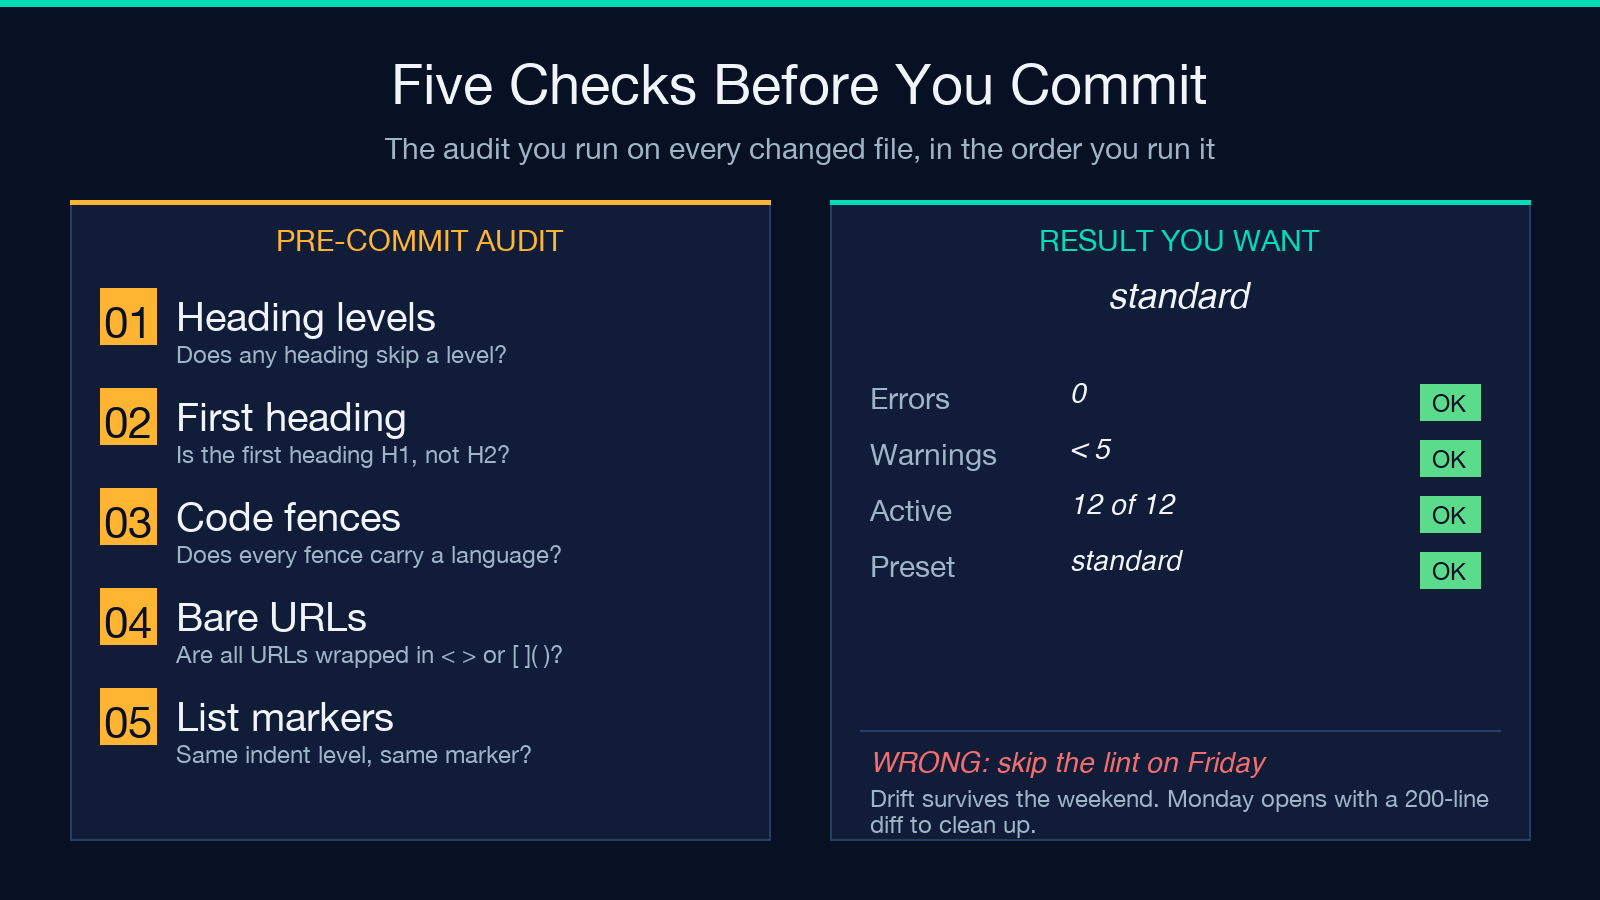 Five Checks Before You Commit
The audit you run on every changed file, in the order you run it
PRE-COMMIT AUDIT
01
Heading levels
Does any heading skip a level?
02
First heading
Is the first heading H1, not H2?
03
Code fences
Does every fence carry a language?
04
Bare URLs
Are all URLs wrapped in < > or [ ]( )?
05
List markers
Same indent level, same marker?
RESULT YOU WANT
standard
Errors 0 OK
Warnings < 5 OK
Active 12 of 12 OK
Preset standard OK
WRONG: skip the lint on Friday
Drift survives the weekend. Monday opens with a 200-line
diff to clean up.